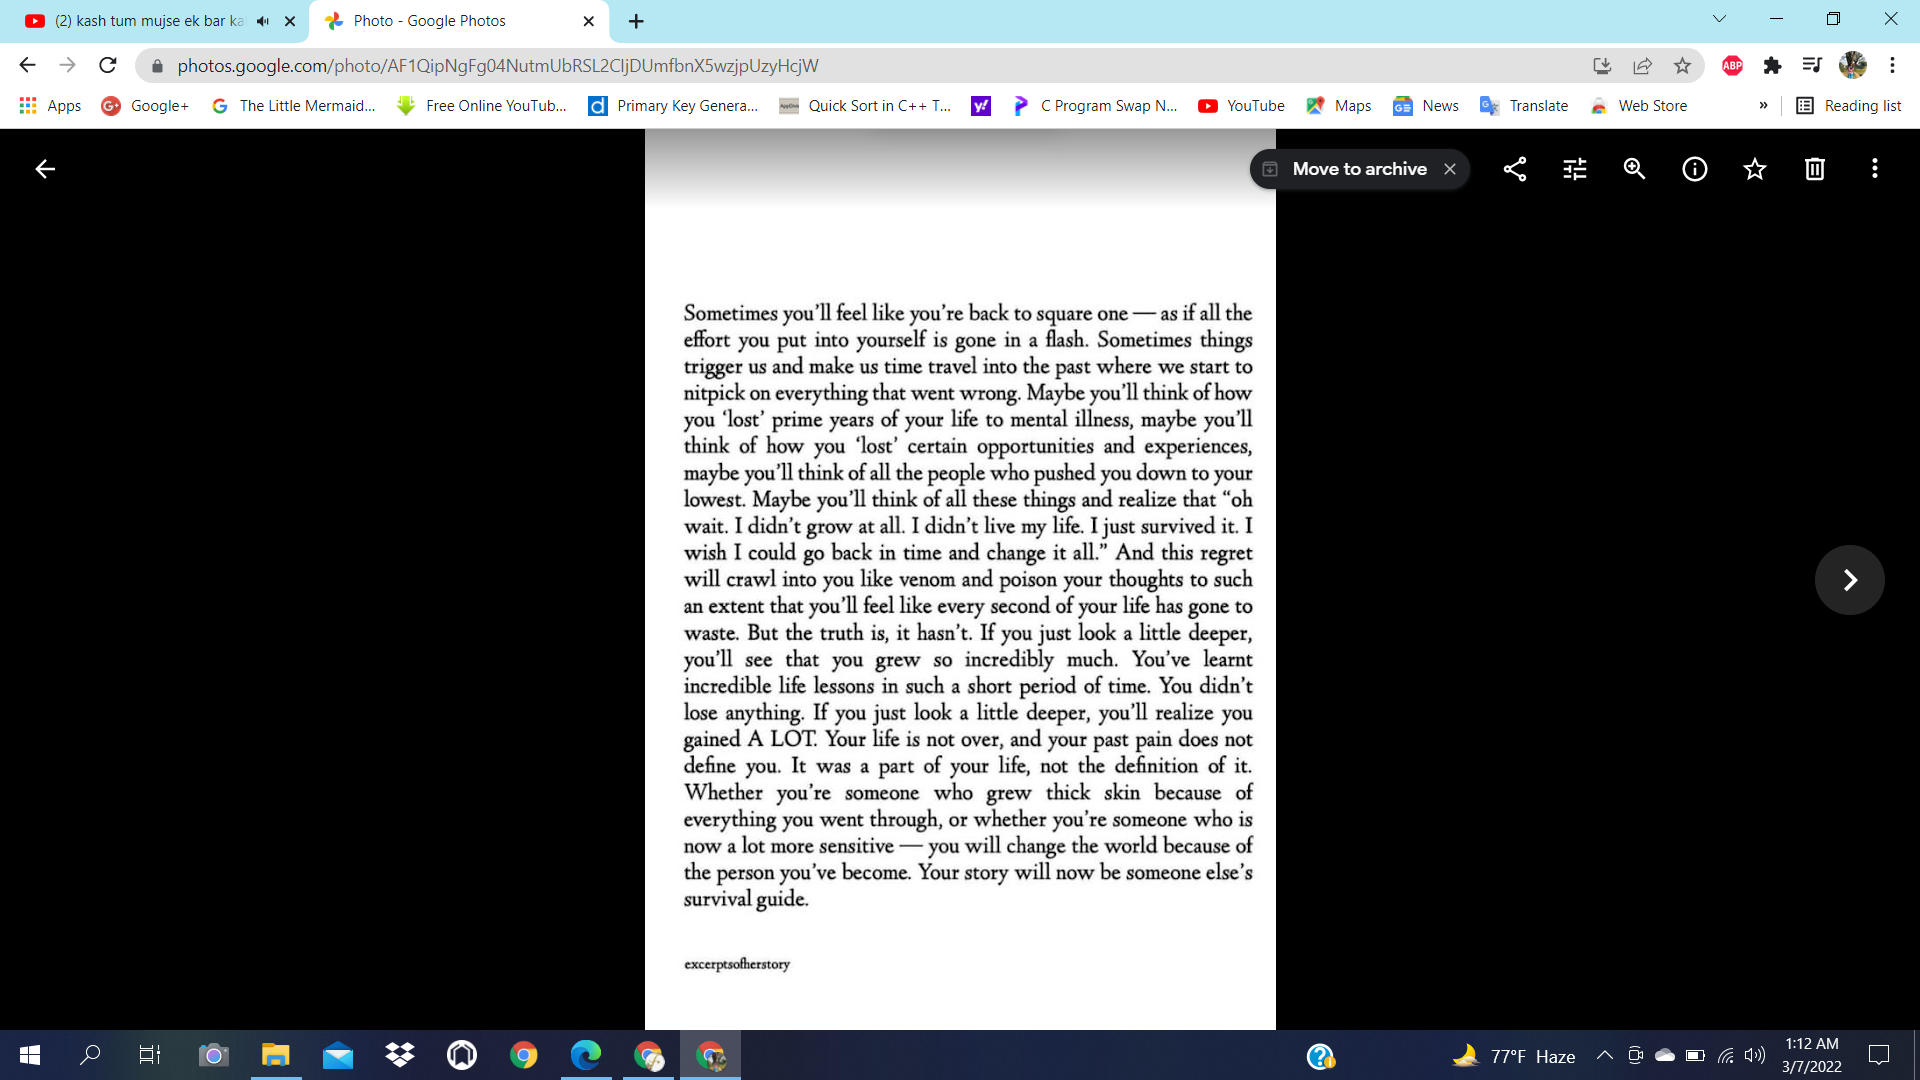 (2) kash tum mujse ek bar ka
Photo - Google Photos
photos.google.com/photo/AF1QipNgFg04NutmUbRSL2CIjDUmfbnX5wzjpUzyHcjW
ABP
Apps
Google+
The Little Mermaid...
Free Online YouTub...
Primary Key Genera...
Quick Sort in C++ T...
C Program Swap N...
YouTube
Maps
News
Translate
Web Store
»
Reading list
Move to archive
Sometimes you’ll feel like you’re back to square one — as if all the
effort you put into yourself is gone in a flash. Sometimes things
trigger us and make us time travel into the past where we start to
nitpick on everything that went wrong. Maybe you’ll think of how
you ‘lost’ prime years of your life to mental illness, maybe you’ll
think of how you ‘lost’ certain opportunities and experiences,
maybe you’ll think of all the people who pushed you down to your
lowest. Maybe you’ll think of all these things and realize that “oh
wait. I didn’t grow at all. I didn’t live my life. I just survived it. I
wish I could go back in time and change it all.” And this regret
will crawl into you like venom and poison your thoughts to such
an extent that you’ll feel like every second of your life has gone to
waste. But the truth is, it hasn’t. If you just look a little deeper,
you’ll see that you grew so incredibly much. You’ve learnt
incredible life lessons in such a short period of time. You didn’t
lose anything. If you just look a little deeper, you’ll realize you
gained A LOT. Your life is not over, and your past pain does not
define you. It was a part of your life, not the definition of it.
Whether you’re someone who grew thick skin because of
everything you went through, or whether you’re someone who is
now a lot more sensitive — you will change the world because of
the person you’ve become. Your story will now be someone else’s
survival guide.
excerptsofherstory
77°F Haze
1:12 AM
3/7/2022